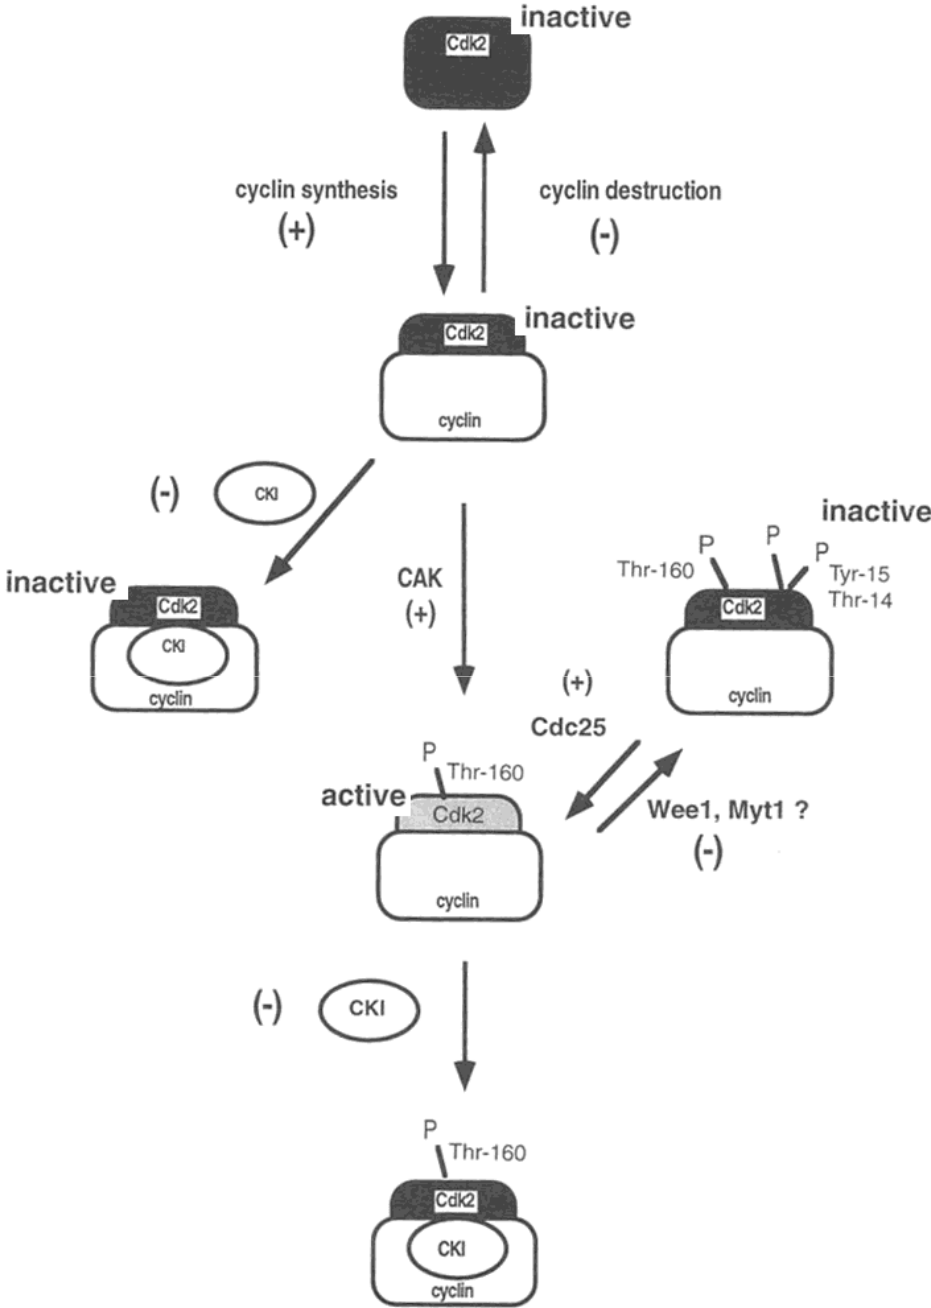 inactive
Cdk2
cyclin synthesis
(+)
cyclin destruction
(-)
inactive
Cdk2
cyclin
(-)
CKI
inactive
Cdk2
CKI
cyclin
CAK
(+)
inactive
P
P
P
Thr-160
Tyr-15
Thr-14
Cdk2
cyclin
(+)
Cdc25
Wee1, Myt1 ?
(-)
P
Thr-160
active
Cdk2
cyclin
(-)
CKI
P
Thr-160
Cdk2
CKI
cyclin